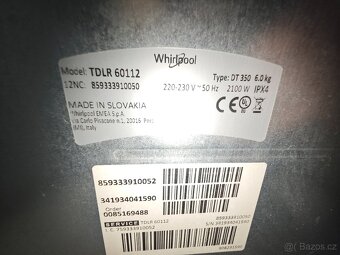 Whirlpool
Model: TDLR 60112
Type: DT 350 6.0 kg
12NC: 859333910050
220-230 V ~ 50 Hz 2100 W IPX4
MADE IN SLOVAKIA
Whirlpool EMEA S.p.A.
Via Carlo Pisacane n.1, 20016 Pero
(MI), Italy
CE
859333910052
341934041590
Order
0085169488
SERVICE TDLR 60112
859333910050
S/N 341934041590
bazos.cz